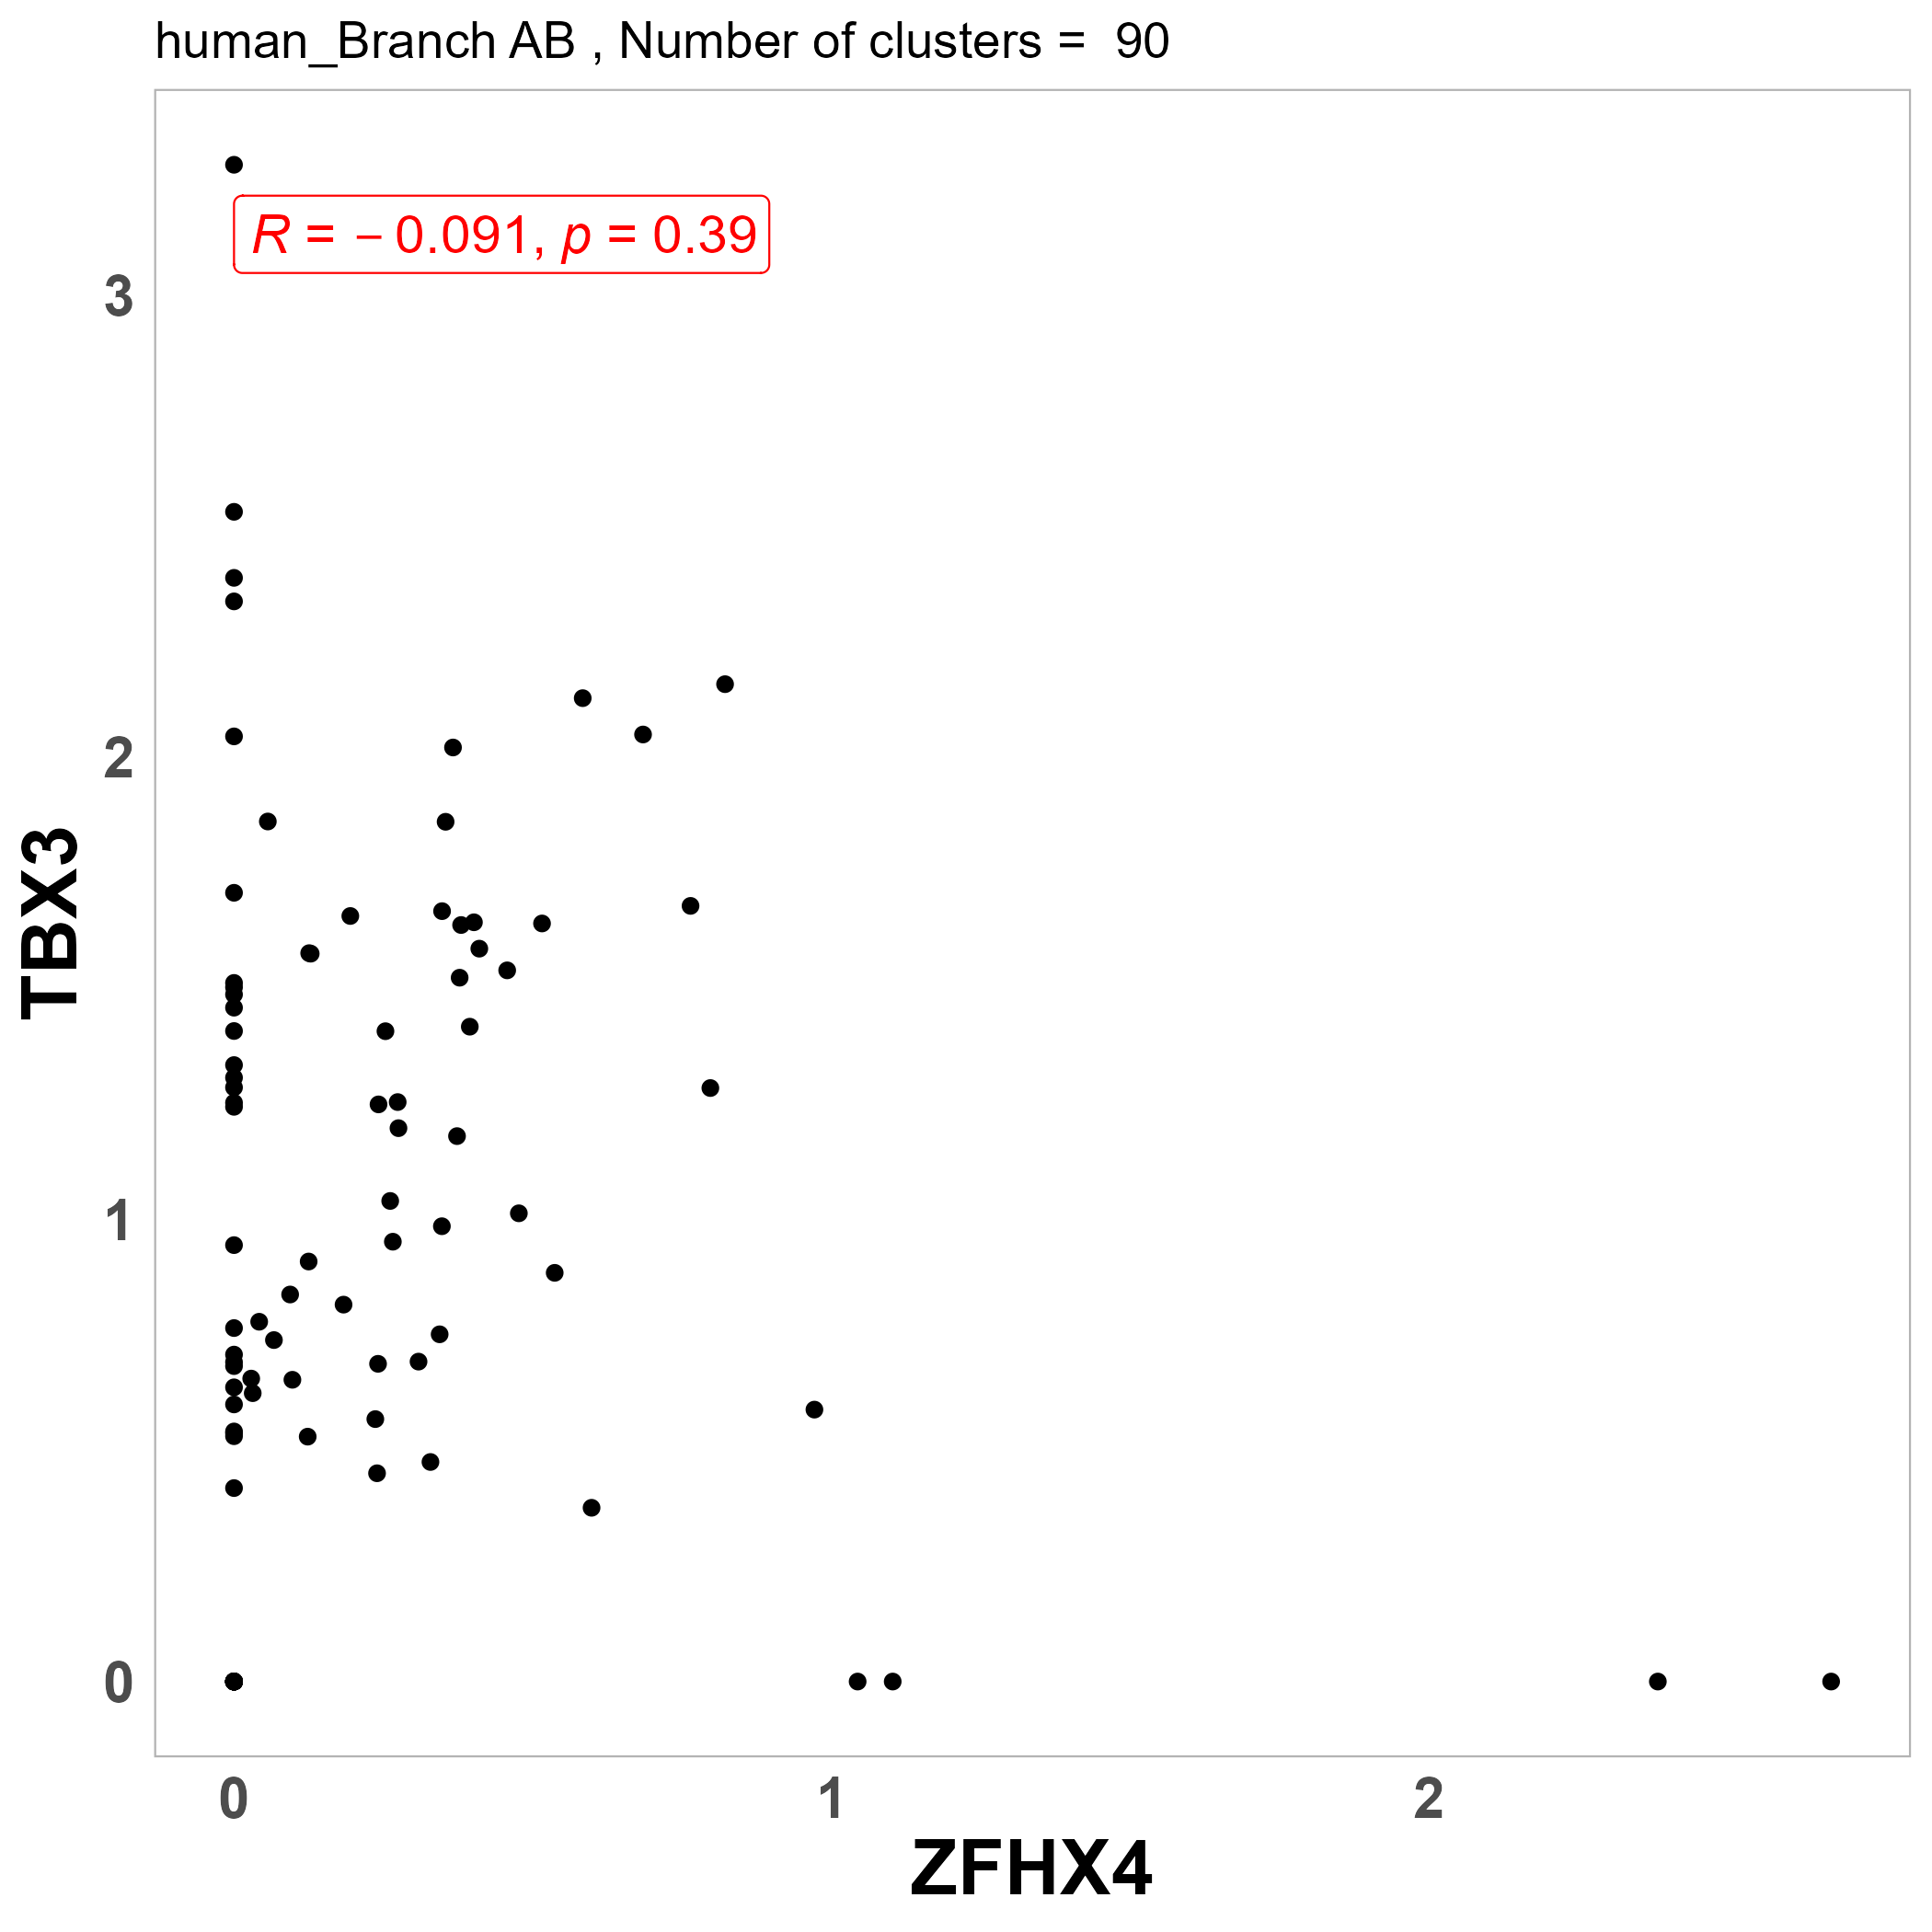 human_Branch AB , Number of clusters =  90
R = − 0.091, p = 0.39
3
2
1
0
TBX3
0
1
2
ZFHX4